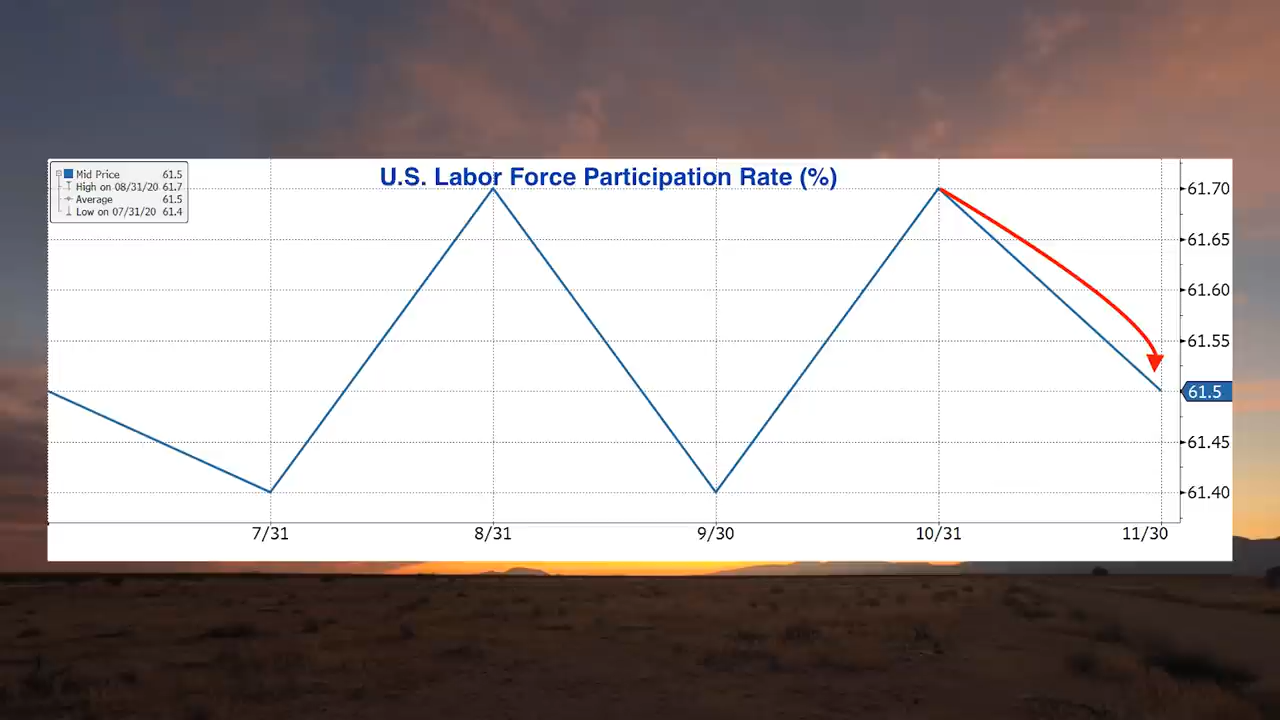 U.S. Labor Force Participation Rate (%)
Mid Price 61.5
High on 08/31/20 61.7
Average 61.5
Low on 07/31/20 61.4
61.70
61.65
61.60
61.55
61.5
61.45
61.40
7/31 8/31 9/30 10/31 11/30